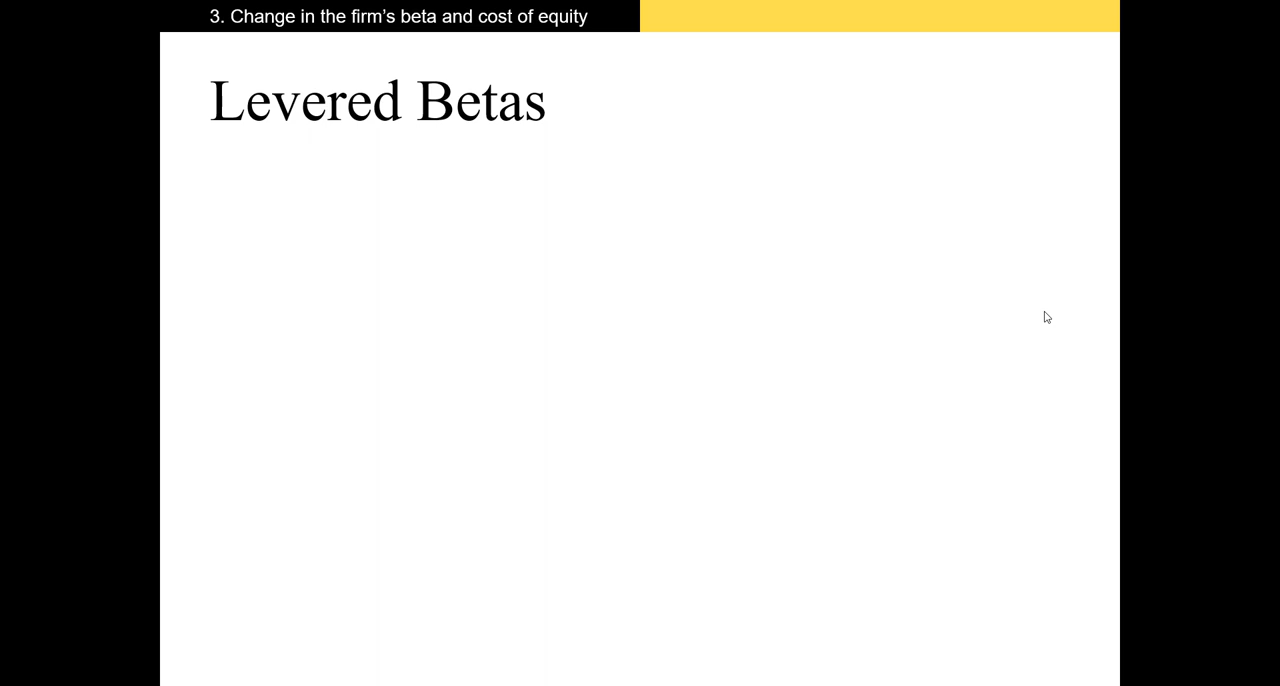 3. Change in the firm’s beta and cost of equity
Levered Betas